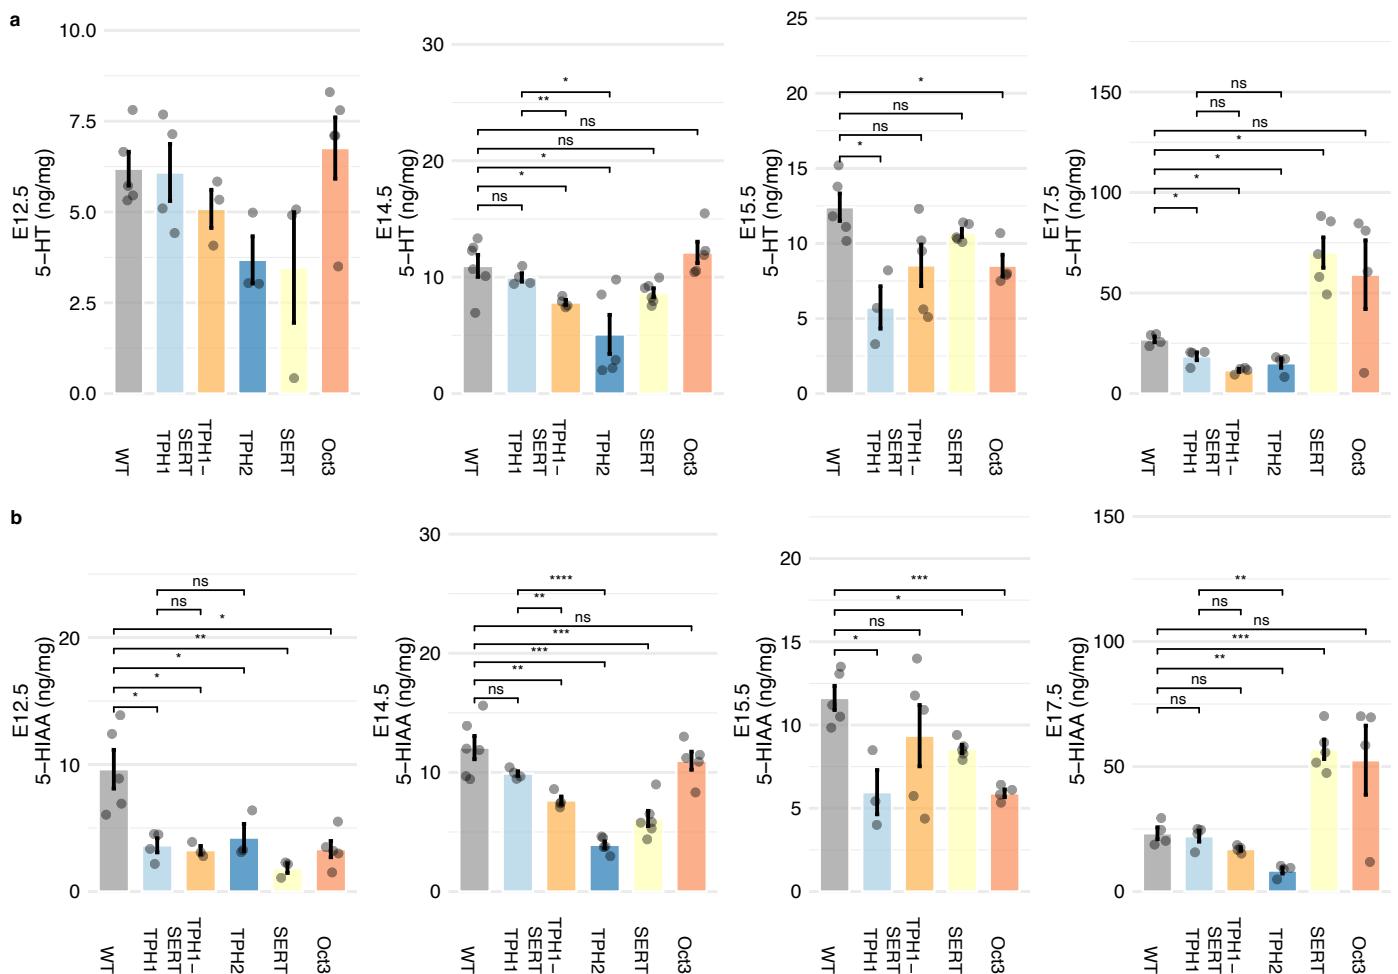 a
E12.5
5−HT (ng/mg)
10.0
7.5
5.0
2.5
0.0
WT
TPH1
TPH1−
SERT
TPH2
SERT
Oct3
E14.5
5−HT (ng/mg)
30
20
10
0
*
**
ns
ns
*
*
ns
WT
TPH1
TPH1−
SERT
TPH2
SERT
Oct3
E15.5
5−HT (ng/mg)
25
20
15
10
5
0
*
ns
ns
*
WT
TPH1
TPH1−
SERT
TPH2
SERT
Oct3
E17.5
5−HT (ng/mg)
150
100
50
0
ns
ns
ns
*
*
*
*
WT
TPH1
TPH1−
SERT
TPH2
SERT
Oct3
b
E12.5
5−HIAA (ng/mg)
20
10
0
ns
ns
*
**
*
*
*
WT
TPH1
TPH1−
SERT
TPH2
SERT
Oct3
E14.5
5−HIAA (ng/mg)
30
20
10
0
****
**
ns
***
***
**
ns
WT
TPH1
TPH1−
SERT
TPH2
SERT
Oct3
E15.5
5−HIAA (ng/mg)
20
15
10
5
0
***
*
ns
*
WT
TPH1
TPH1−
SERT
SERT
Oct3
E17.5
5−HIAA (ng/mg)
150
100
50
0
**
ns
ns
***
**
ns
ns
WT
TPH1
TPH1−
SERT
TPH2
SERT
Oct3